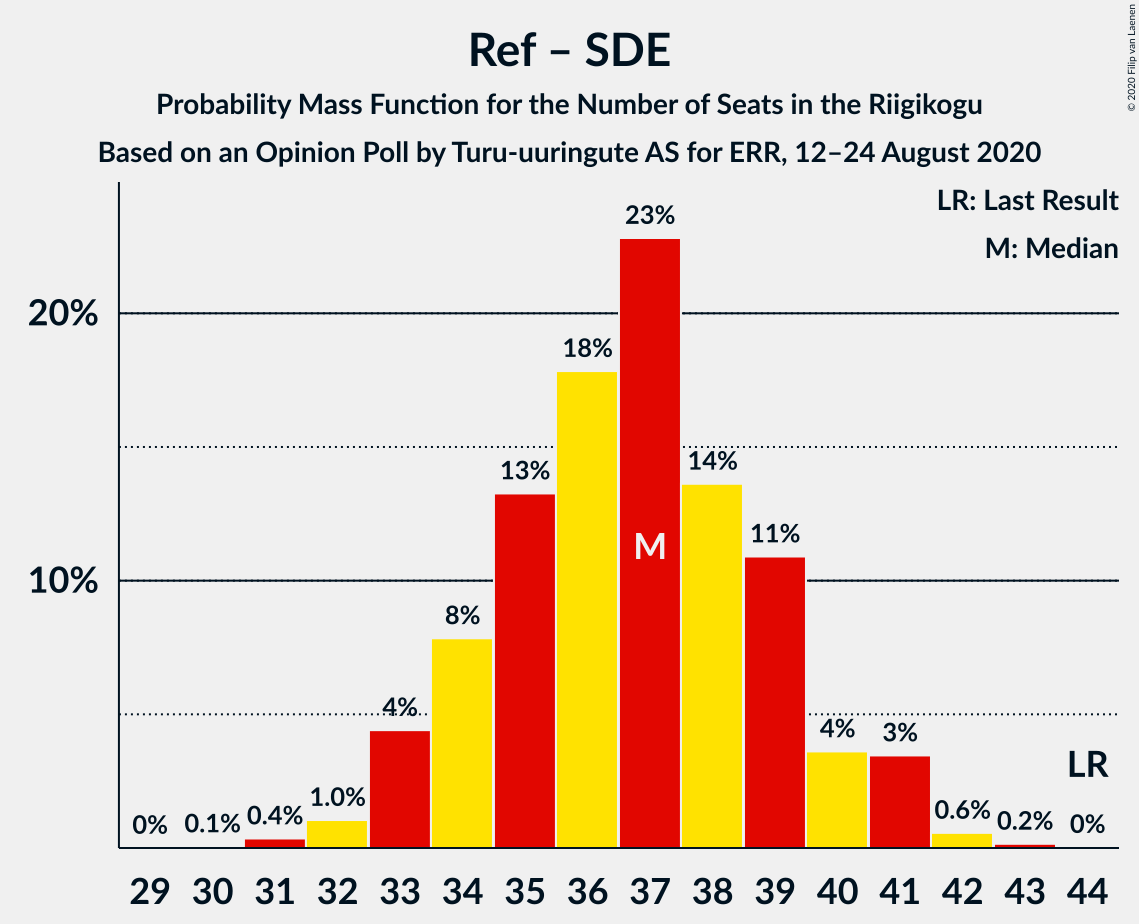 Ref – SDE
Probability Mass Function for the Number of Seats in the Riigikogu
Based on an Opinion Poll by Turu-uuringute AS for ERR, 12–24 August 2020
© 2020 Filip van Laenen
LR: Last Result
M: Median
23%
20%
18%
14%
13%
11%
M
10%
8%
4%
4%
3%
LR
1.0%
0% 0.1% 0.4% 0.6% 0.2% 0%
29 30 31 32 33 34 35 36 37 38 39 40 41 42 43 44